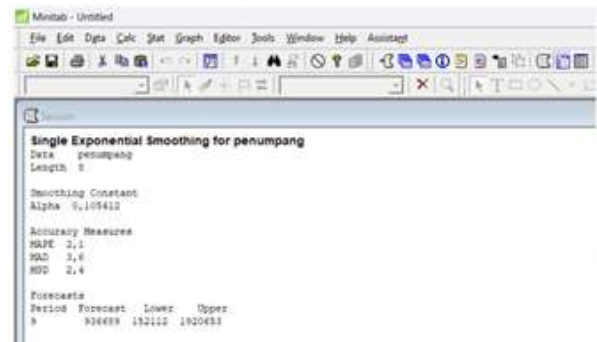 Minitab - Untitled
File Edit Data Calc Stat Graph Editor Tools Window Help Assistant
Session
Single Exponential Smoothing for penumpang
Data penumpang
Length 8
Smoothing Constant
Alpha 0,105412
Accuracy Measures
MAPE 2,1
MAD 3,6
MSD 2,4
Forecasts
Period Forecast Lower Upper
9 936689 152112 1920653